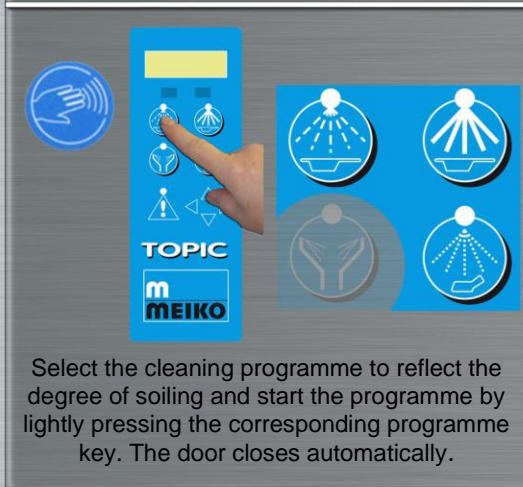 TOPIC
m
MEIKO
Select the cleaning programme to reflect the
degree of soiling and start the programme by
lightly pressing the corresponding programme
key. The door closes automatically.